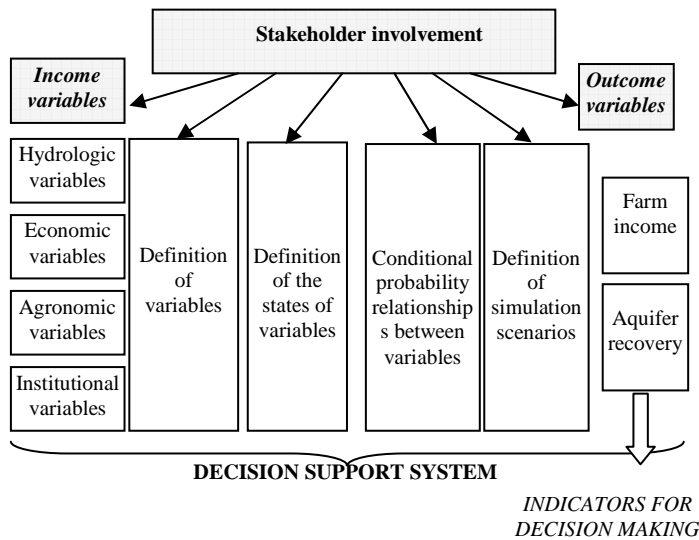 Stakeholder involvement
Income
variables
Outcome
variables
Hydrologic
variables
Economic
variables
Agronomic
variables
Institutional
variables
Definition
of
variables
Definition
of the
states of
variables
Conditional
probability
relationship
s between
variables
Definition
of
simulation
scenarios
Farm
income
Aquifer
recovery
DECISION SUPPORT SYSTEM
INDICATORS FOR
DECISION MAKING